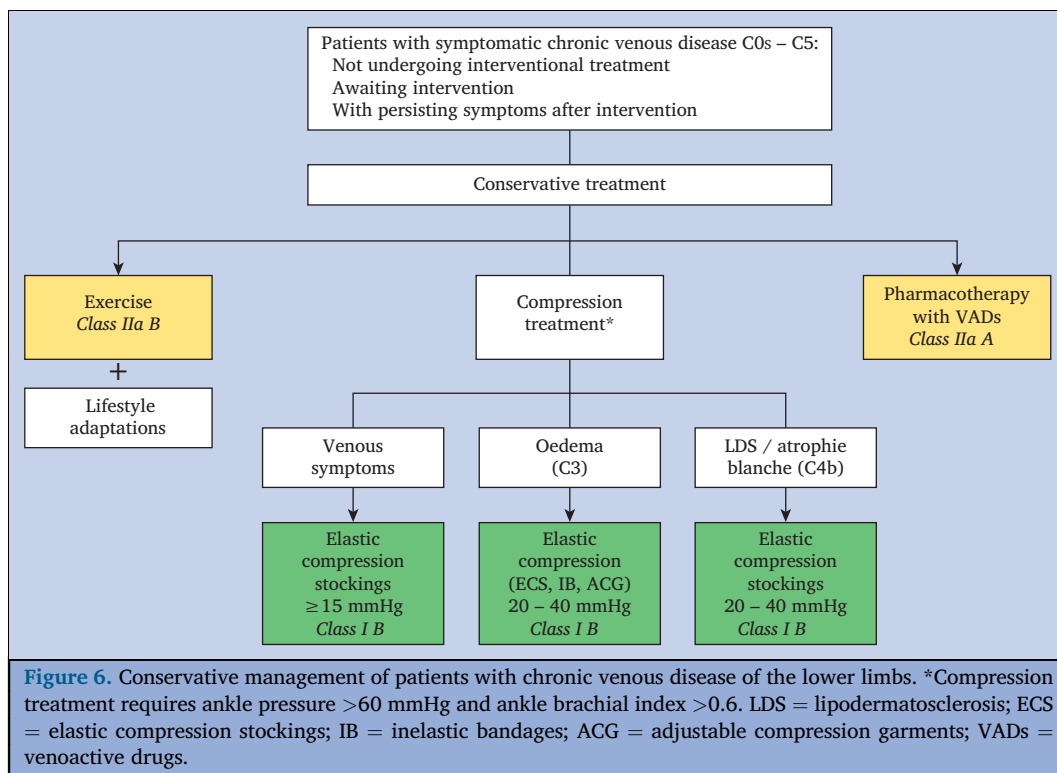 Patients with symptomatic chronic venous disease C0s – C5:
Not undergoing interventional treatment
Awaiting intervention
With persisting symptoms after intervention
Conservative treatment
Exercise
Class IIa B
+
Lifestyle
adaptations
Compression
treatment*
Pharmacotherapy
with VADs
Class IIa A
Venous
symptoms
Oedema
(C3)
LDS / atrophie
blanche (C4b)
Elastic
compression
stockings
≥15 mmHg
Class I B
Elastic
compression
(ECS, IB, ACG)
20 – 40 mmHg
Class I B
Elastic
compression
stockings
20 – 40 mmHg
Class I B
Figure 6. Conservative management of patients with chronic venous disease of the lower limbs. *Compression
treatment requires ankle pressure >60 mmHg and ankle brachial index >0.6. LDS = lipodermatosclerosis; ECS
= elastic compression stockings; IB = inelastic bandages; ACG = adjustable compression garments; VADs =
venoactive drugs.